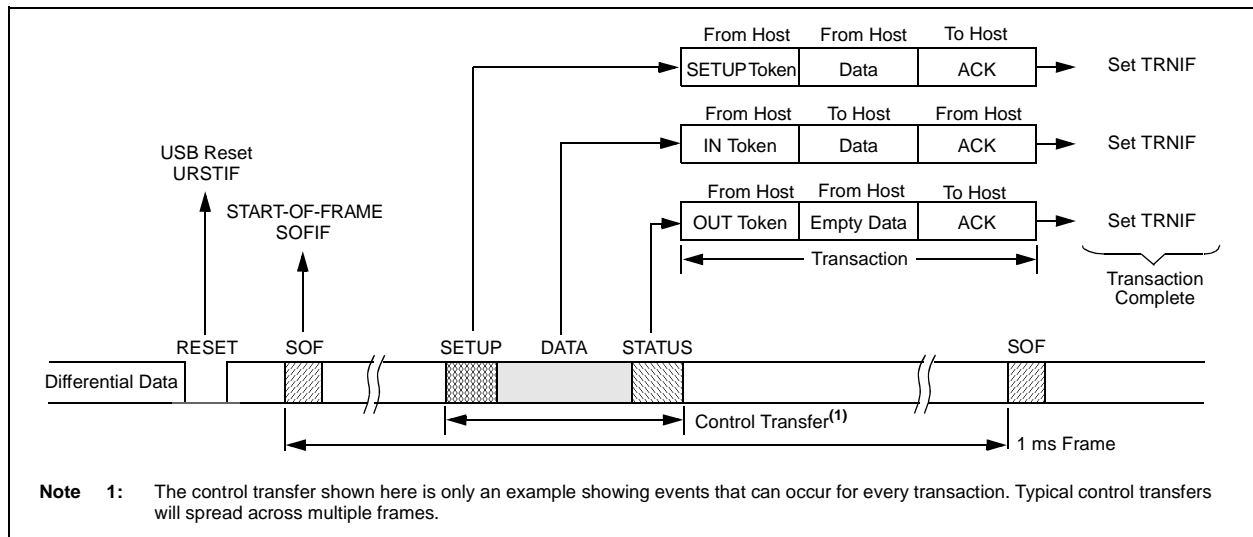 From Host From Host To Host
SETUP Token Data ACK Set TRNIF
From Host To Host From Host
IN Token Data ACK Set TRNIF
USB Reset
URSTIF
From Host From Host To Host
START-OF-FRAME
SOFIF
OUT Token Empty Data ACK Set TRNIF
Transaction
Transaction
Complete
RESET SOF SETUP DATA STATUS SOF
Differential Data
Control Transfer(1)
1 ms Frame
Note 1: The control transfer shown here is only an example showing events that can occur for every transaction. Typical control transfers
will spread across multiple frames.